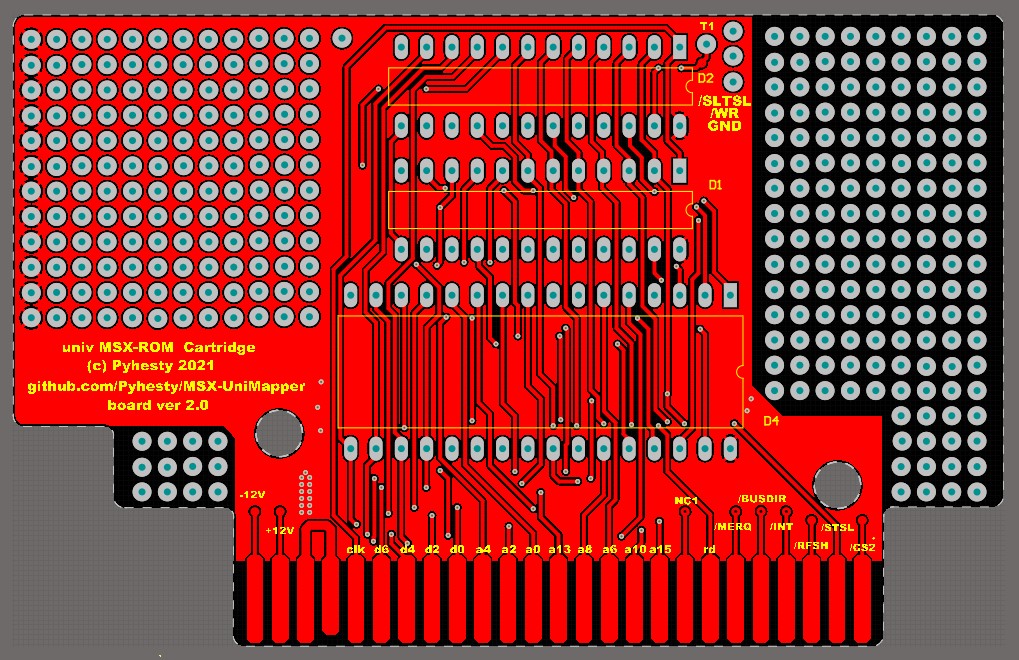 T1
D2
/SLTSL
/WR
GND
D1
univ MSX-ROM Cartridge
(c) Pyhesty 2021
github.com/Pyhesty/MSX-UniMapper
board ver 2.0
D4
-12V
+12V
NC1
/BUSDIR
/MERQ
/INT
/STSL
/RFSH
/CS2
clk d6 d4 d2 d0 a4 a2 a0 a13 a8 a6 a10 a15 rd